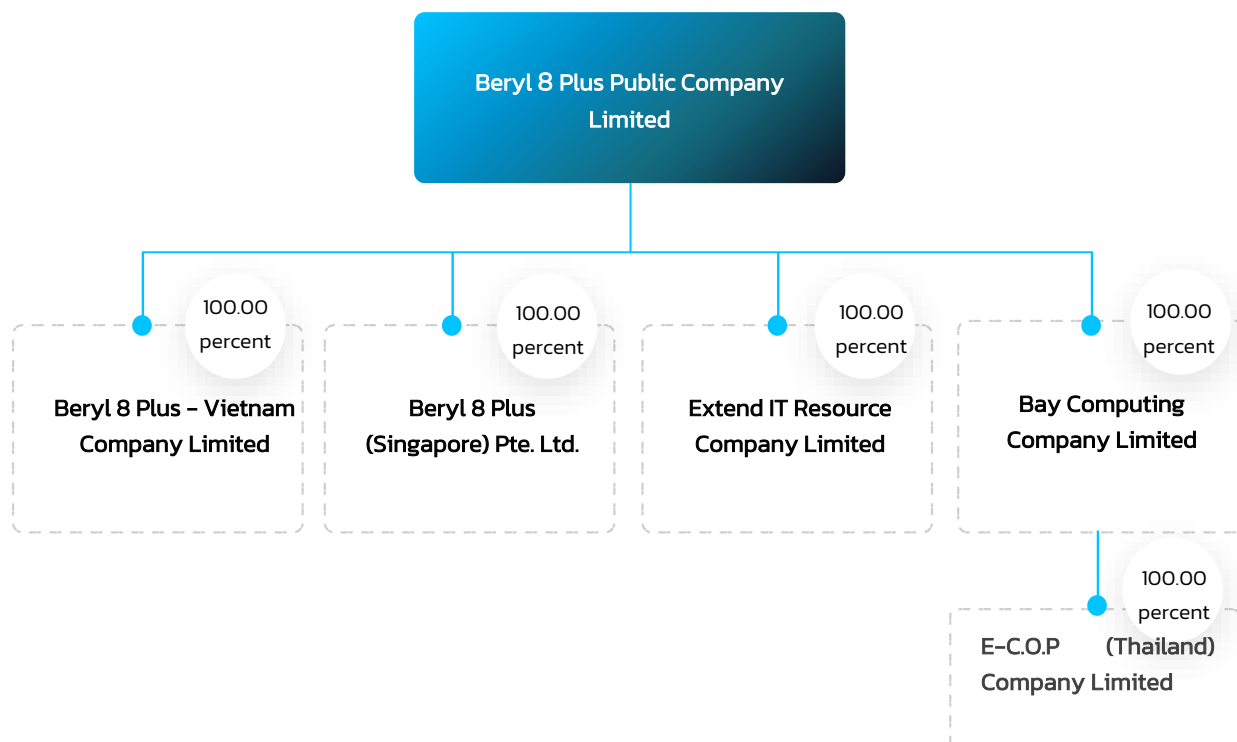 Beryl 8 Plus Public Company
Limited
100.00
percent
Beryl 8 Plus - Vietnam
Company Limited
100.00
percent
Beryl 8 Plus
(Singapore) Pte. Ltd.
100.00
percent
Extend IT Resource
Company Limited
100.00
percent
Bay Computing
Company Limited
100.00
percent
E-C.O.P (Thailand)
Company Limited